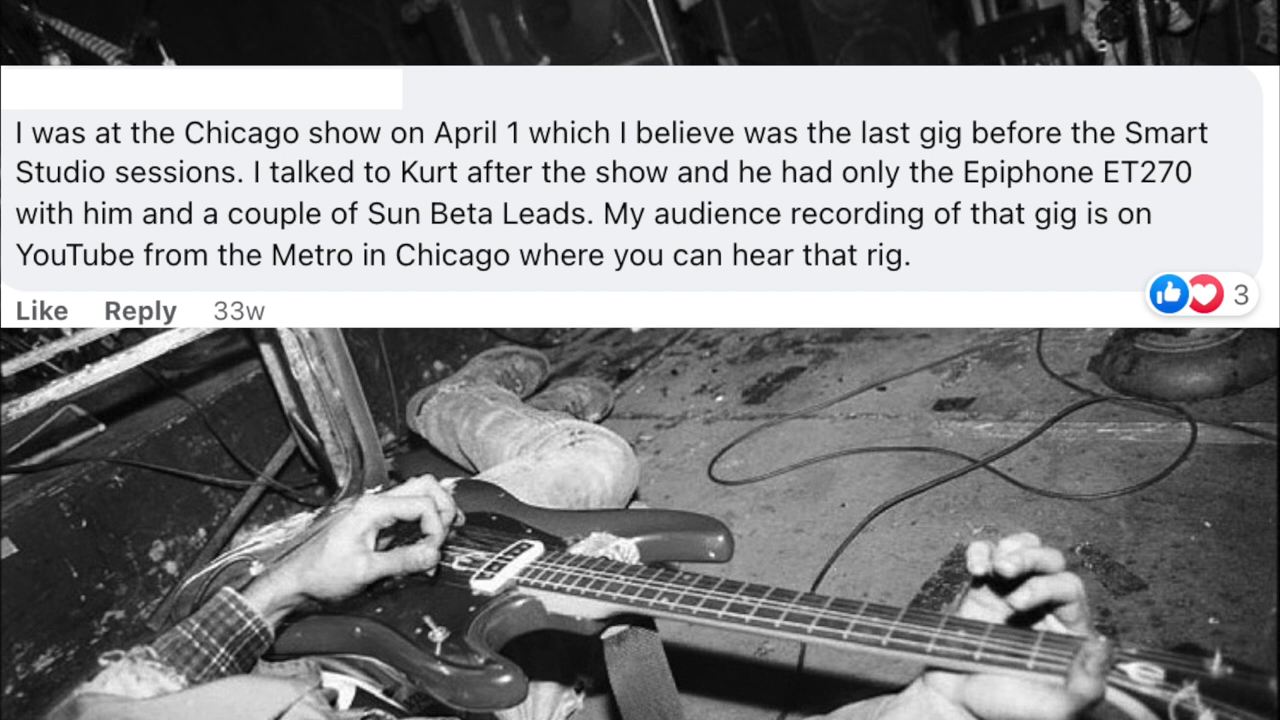 I was at the Chicago show on April 1 which I believe was the last gig before the Smart
Studio sessions. I talked to Kurt after the show and he had only the Epiphone ET270
with him and a couple of Sun Beta Leads. My audience recording of that gig is on
YouTube from the Metro in Chicago where you can hear that rig.
Like Reply 33w
3